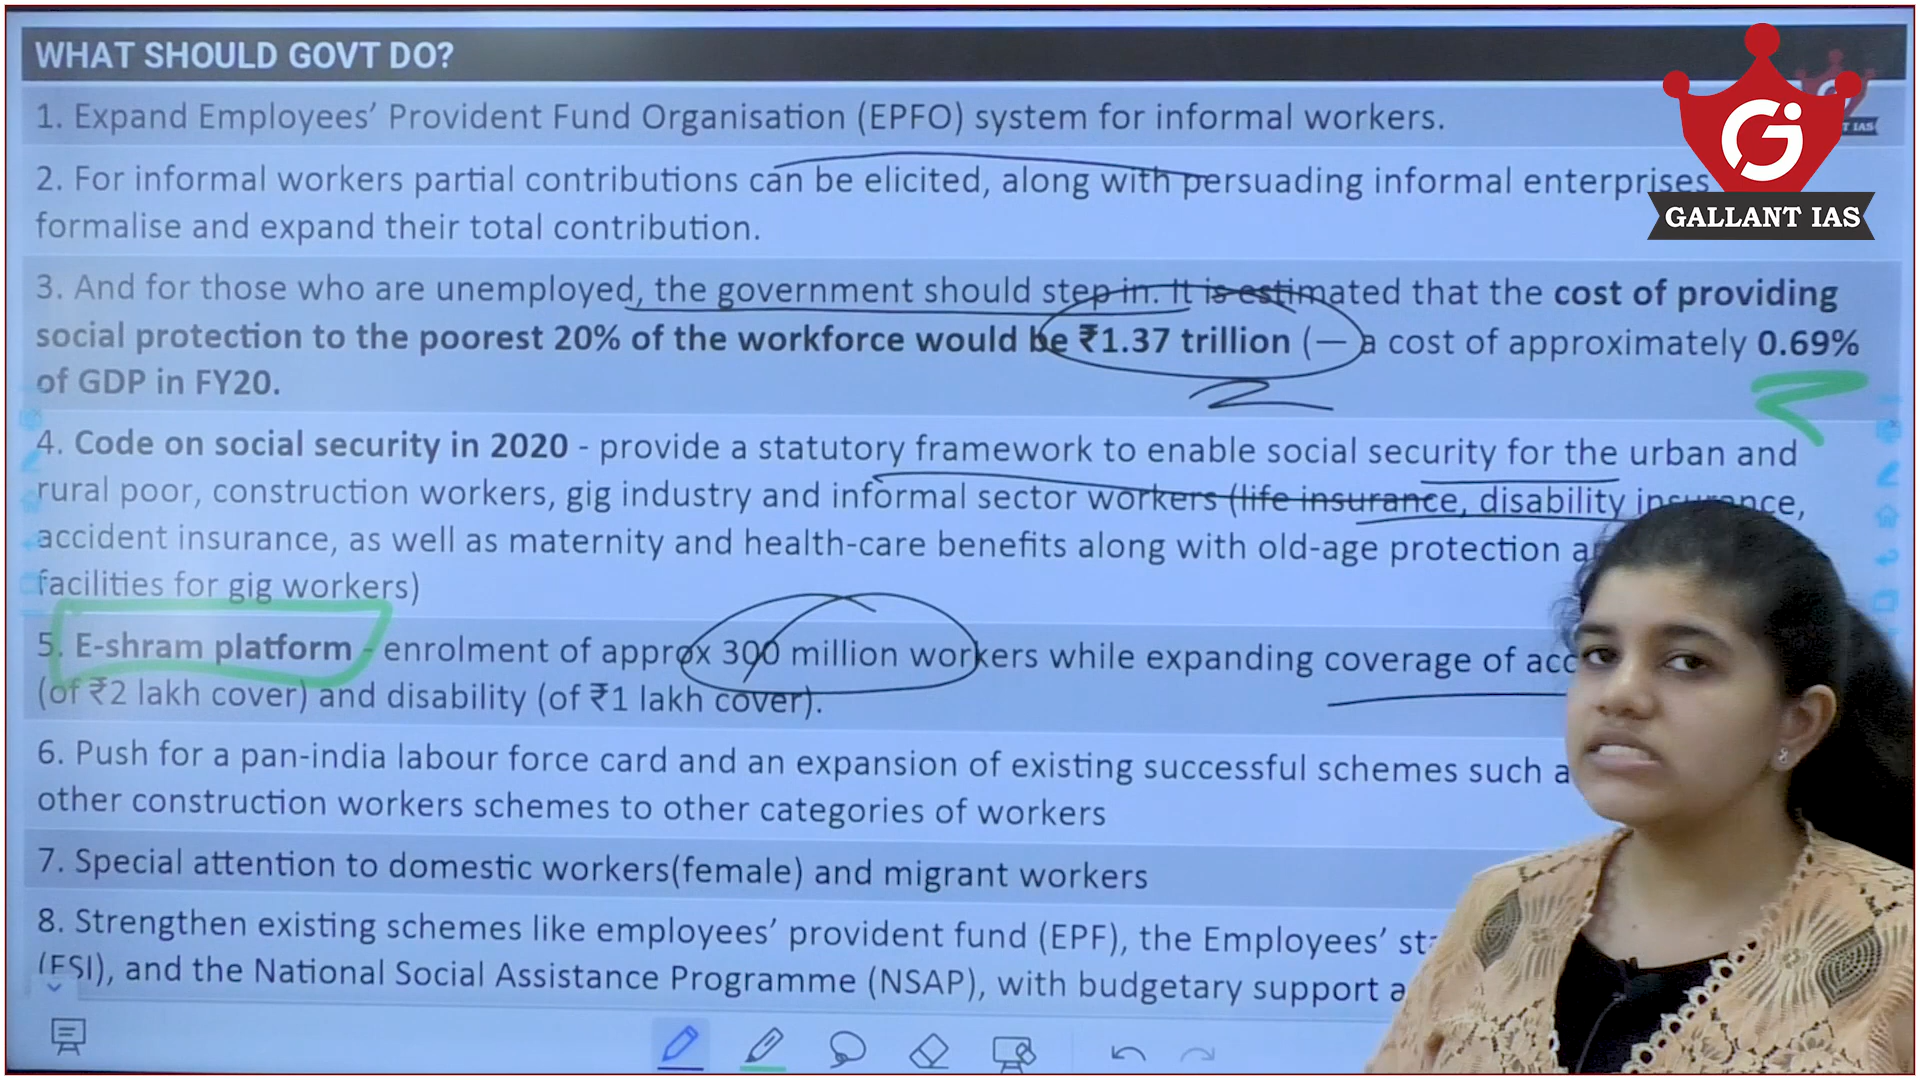 WHAT SHOULD GOVT DO?
1. Expand Employees’ Provident Fund Organisation (EPFO) system for informal workers.
2. For informal workers partial contributions can be elicited, along with persuading informal enterprises
formalise and expand their total contribution.
3. And for those who are unemployed, the government should step in. It is estimated that the cost of providing
social protection to the poorest 20% of the workforce would be ₹1.37 trillion (— a cost of approximately 0.69%
of GDP in FY20.
4. Code on social security in 2020 - provide a statutory framework to enable social security for the urban and
rural poor, construction workers, gig industry and informal sector workers (life insurance, disability insurance,
accident insurance, as well as maternity and health-care benefits along with old-age protection
facilities for gig workers)
5. E-shram platform - enrolment of approx 300 million workers while expanding coverage of
(of ₹2 lakh cover) and disability (of ₹1 lakh cover).
6. Push for a pan-india labour force card and an expansion of existing successful schemes such
other construction workers schemes to other categories of workers
7. Special attention to domestic workers(female) and migrant workers
8. Strengthen existing schemes like employees’ provident fund (EPF), the Employees’
(ESI), and the National Social Assistance Programme (NSAP), with budgetary support
GALLANT IAS